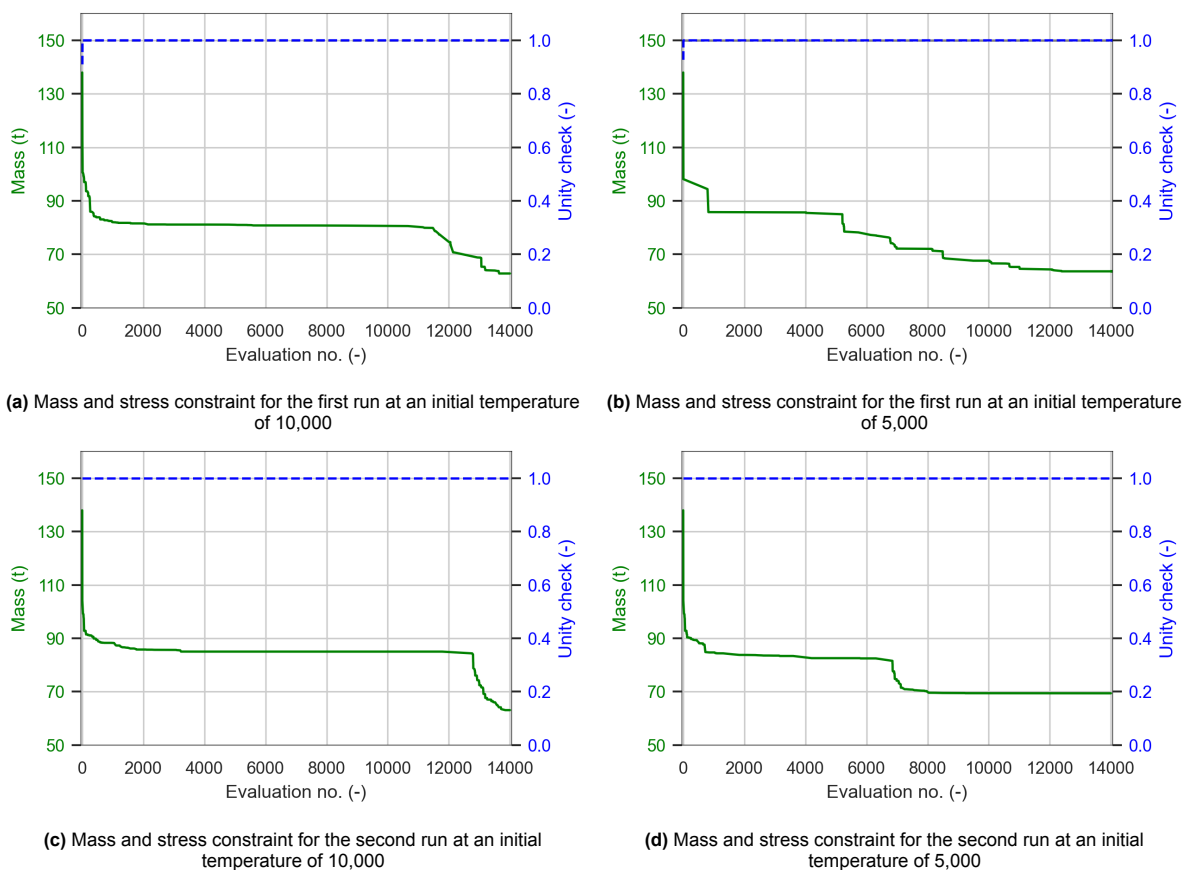 150
130
110
90
70
50
Mass (t)
1.0
0.8
0.6
0.4
0.2
0.0
Unity check (-)
0 2000 4000 6000 8000 10000 12000 14000
Evaluation no. (-)
(a) Mass and stress constraint for the first run at an initial temperature
of 10,000
150
130
110
90
70
50
Mass (t)
1.0
0.8
0.6
0.4
0.2
0.0
Unity check (-)
0 2000 4000 6000 8000 10000 12000 14000
Evaluation no. (-)
(b) Mass and stress constraint for the first run at an initial temperature
of 5,000
150
130
110
90
70
50
Mass (t)
1.0
0.8
0.6
0.4
0.2
0.0
Unity check (-)
0 2000 4000 6000 8000 10000 12000 14000
Evaluation no. (-)
(c) Mass and stress constraint for the second run at an initial
temperature of 10,000
150
130
110
90
70
50
Mass (t)
1.0
0.8
0.6
0.4
0.2
0.0
Unity check (-)
0 2000 4000 6000 8000 10000 12000 14000
Evaluation no. (-)
(d) Mass and stress constraint for the second run at an initial
temperature of 5,000